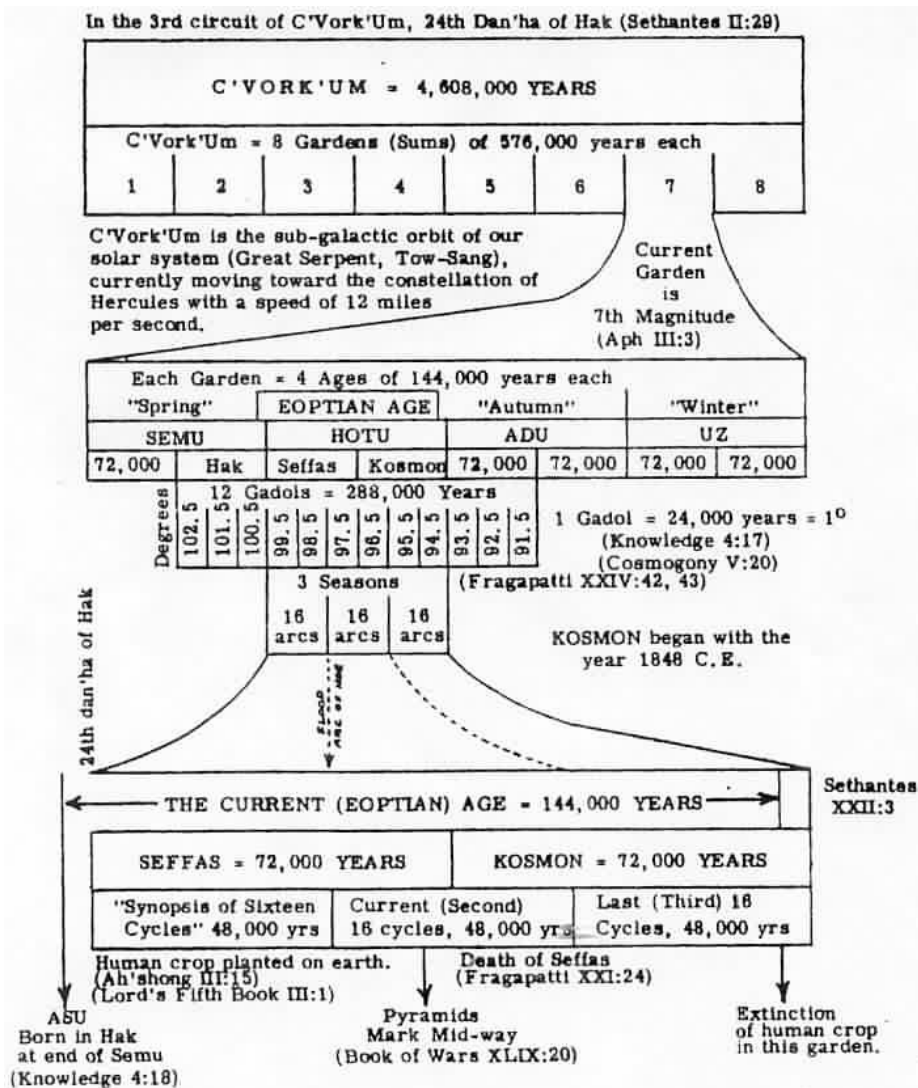 In the 3rd circuit of C'Vork'Um, 24th Dan'ha of Hak (Sethantes II:29)
C'VORK'UM = 4,608,000 YEARS
C'Vork'Um = 8 Gardens (Sums) of 576,000 years each
1 2 3 4 5 6 7 8
C'Vork'Um is the sub-galactic orbit of our
solar system (Great Serpent, Tow-Sang),
currently moving toward the constellation of
Hercules with a speed of 12 miles
per second.
Current
Garden
is
7th Magnitude
(Aph III:3)
Each Garden = 4 Ages of 144,000 years each
"Spring" EOPTIAN AGE "Autumn" "Winter"
SEMU HOTU ADU UZ
72,000 Hak Seffas Kosmon 72,000 72,000 72,000 72,000
12 Gadols = 288,000 Years
Degrees
102.5 101.5 100.5 99.5 98.5 97.5 96.5 95.5 94.5 93.5 92.5 91.5
1 Gadol = 24,000 years = 1°
(Knowledge 4:17)
(Cosmogony V:20)
3 Seasons
(Fragapatti XXIV:42, 43)
16 16 16
arcs arcs arcs
KOSMON began with the
year 1848 C.E.
FLOOD
ARC OF NOE
24th dan'ha of Hak
THE CURRENT (EOPTIAN) AGE = 144,000 YEARS
Sethantes
XXII:3
SEFFAS = 72,000 YEARS KOSMON = 72,000 YEARS
"Synopsis of Sixteen
Cycles" 48,000 yrs
Current (Second)
16 cycles, 48,000 yrs
Last (Third) 16
Cycles, 48,000 yrs
Human crop planted on earth.
(Ah'shong III:15)
(Lord's Fifth Book III:1)
Death of Seffas
(Fragapatti XXI:24)
ASU
Born in Hak
at end of Semu
(Knowledge 4:18)
Pyramids
Mark Mid-way
(Book of Wars XLIX:20)
Extinction
of human crop
in this garden.